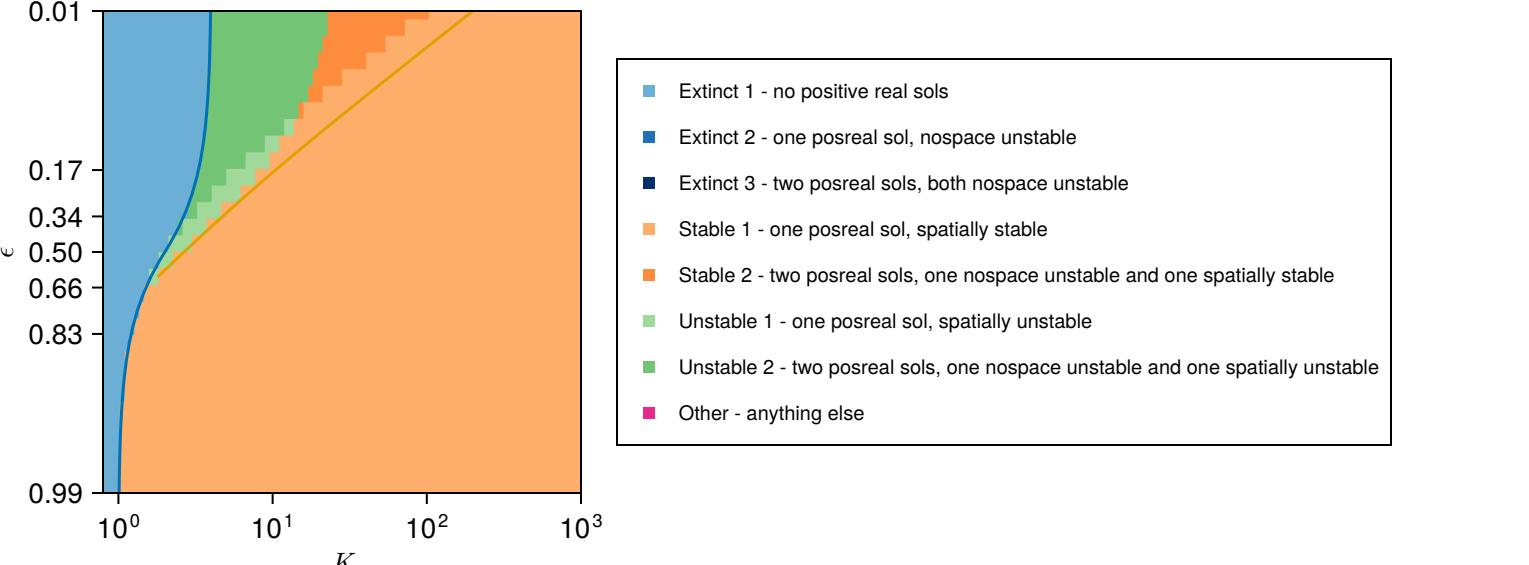 0.01
0.17
0.34
0.50
0.66
0.83
0.99
ϵ
10⁰ 10¹ 10² 10³
K
Extinct 1 - no positive real sols
Extinct 2 - one posreal sol, nospace unstable
Extinct 3 - two posreal sols, both nospace unstable
Stable 1 - one posreal sol, spatially stable
Stable 2 - two posreal sols, one nospace unstable and one spatially stable
Unstable 1 - one posreal sol, spatially unstable
Unstable 2 - two posreal sols, one nospace unstable and one spatially unstable
Other - anything else